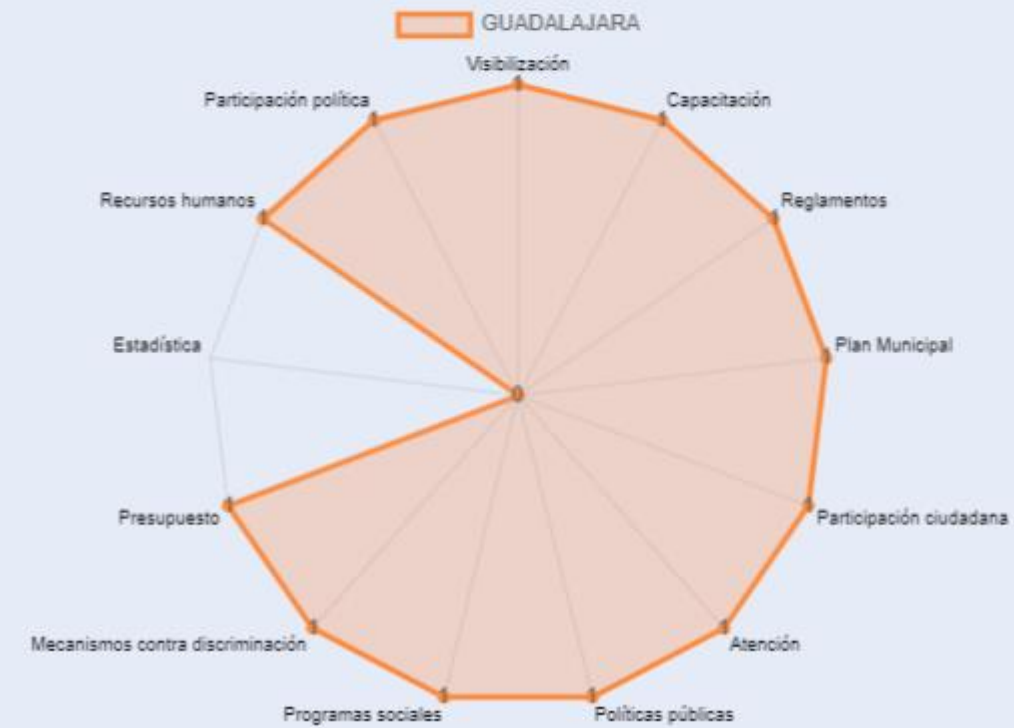 GUADALAJARA
Visibilización
Participación política
Capacitación
Recursos humanos
Reglamentos
Estadística
Plan Municipal
0
Presupuesto
Participación ciudadana
Mecanismos contra discriminación
Atención
Programas sociales
Políticas públicas